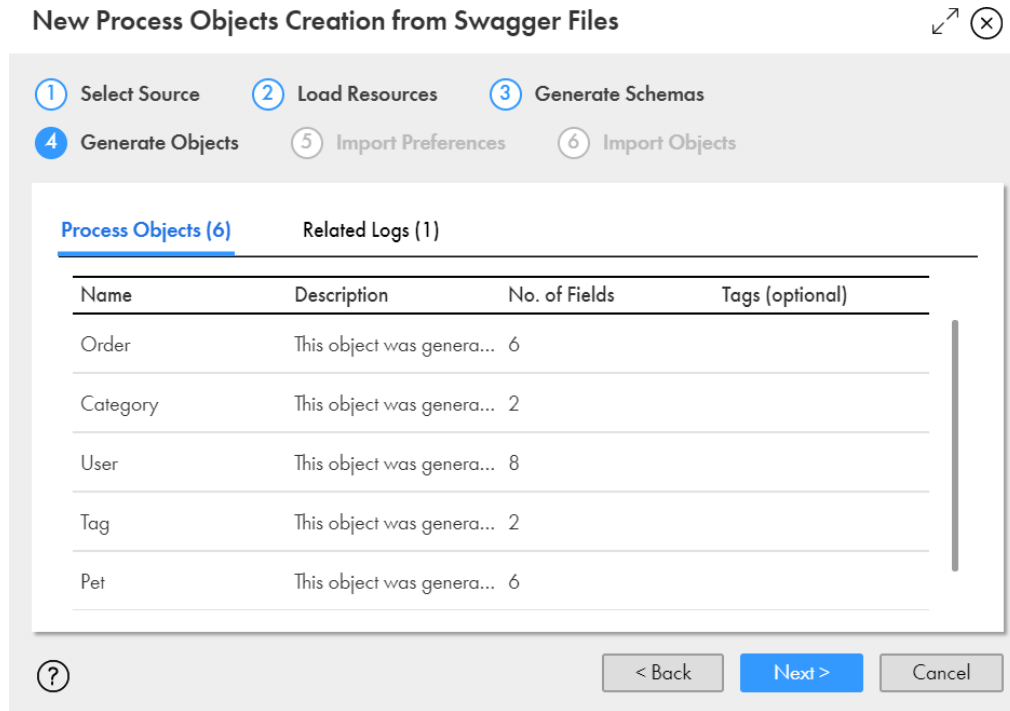 New Process Objects Creation from Swagger Files
1 Select Source 2 Load Resources 3 Generate Schemas
4 Generate Objects 5 Import Preferences 6 Import Objects
Process Objects (6) Related Logs (1)
Name Description No. of Fields Tags (optional)
Order This object was genera... 6
Category This object was genera... 2
User This object was genera... 8
Tag This object was genera... 2
Pet This object was genera... 6
? < Back Next > Cancel